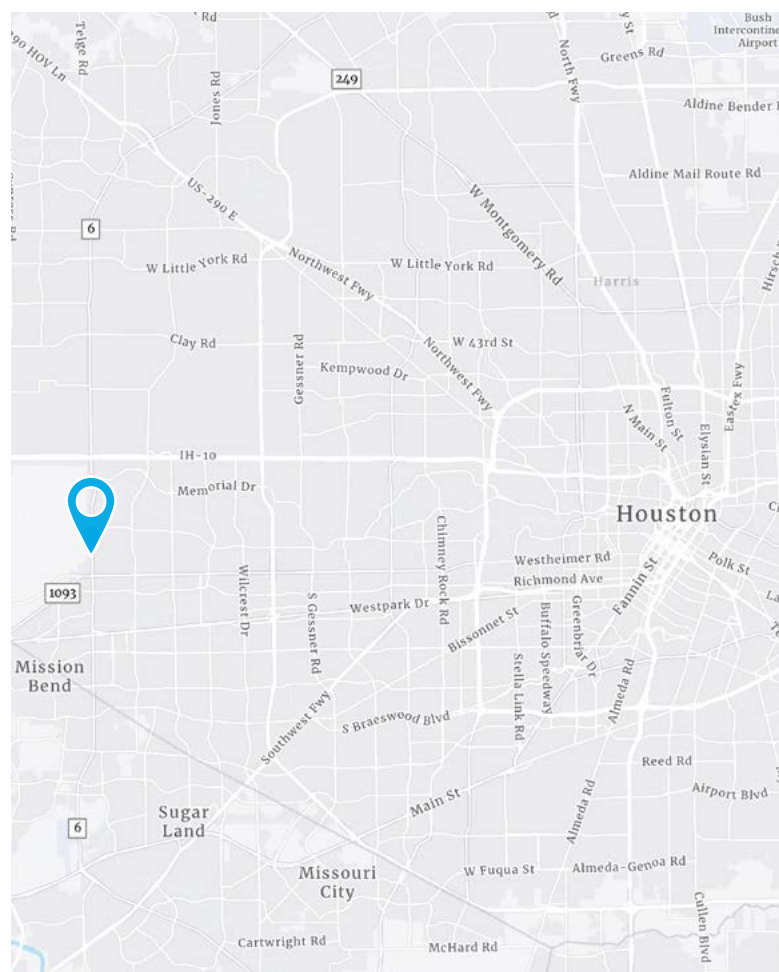 Rd
Telge Rd
290 HOV Ln
Jones Rd
249
North Fwy
Greens Rd
Bush
Intercontine
Airport
Aldine Bender
Aldine Mail Route Rd
US-290 E
W Montgomery Rd
6
W Little York Rd
Northwest Fwy
W Little York Rd
Harris
Hirsch
Clay Rd
Gessner Rd
W 43rd St
Kempwood Dr
Northwest Fwy
N Main St
Fulton St
Elysian St
Eastex Fwy
IH-10
Memorial Dr
Houston
Chimney Rock Rd
Westheimer Rd
Richmond Ave
Fannin St
Polk St
La
1093
Wilcrest Dr
S Gessner Rd
Westpark Dr
Bissonnet St
Buffalo Speedway
Greenbriar Dr
Stella Link Rd
Almeda Rd
Mission
Bend
Southwest Fwy
S Braeswood Blvd
Reed Rd
Airport Blvd
Main St
Almeda Rd
Sugar
Land
6
Missouri
City
W Fuqua St
Almeda-Genoa Rd
Cullen Blvd
Cartwright Rd
McHard Rd